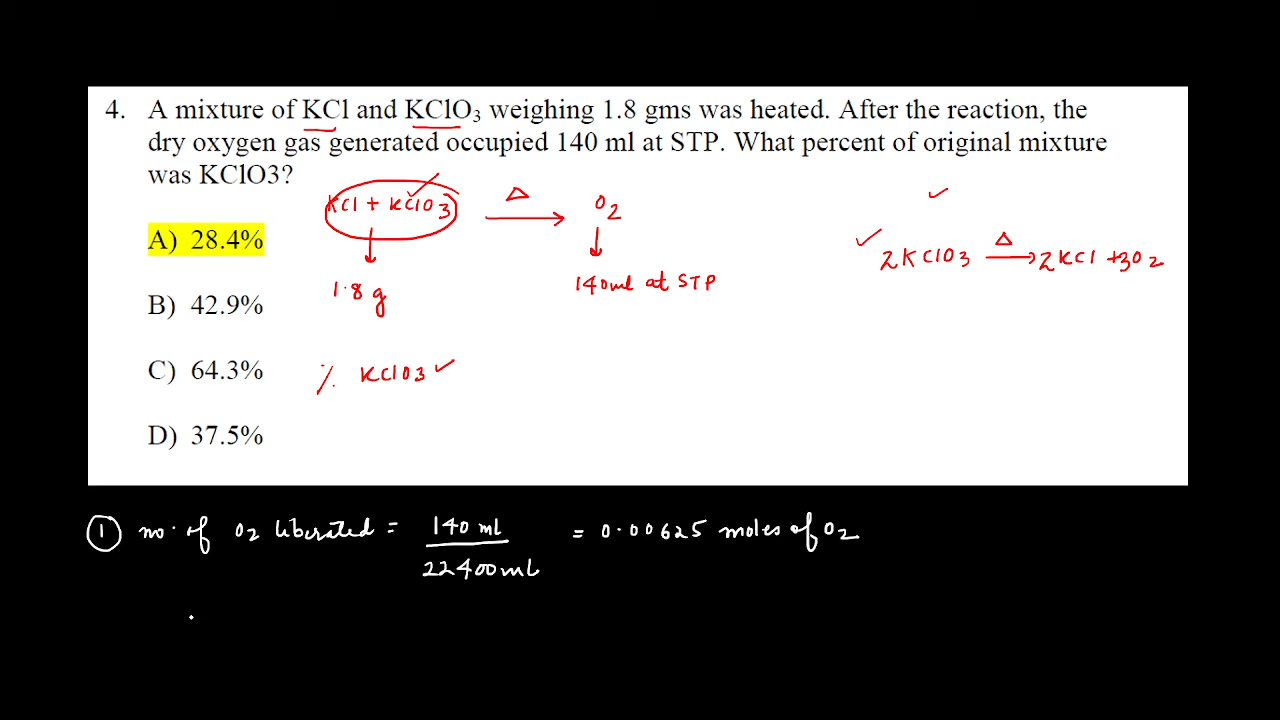 4. A mixture of KCl and KClO3 weighing 1.8 gms was heated. After the reaction, the
dry oxygen gas generated occupied 140 ml at STP. What percent of original mixture
was KClO3?
KCl + KClO3 Δ → O2
A) 28.4%
2KClO3 Δ → 2KCl + 3O2
1.8 g
140ml at STP
B) 42.9%
C) 64.3%
% KClO3
D) 37.5%
1 no. of O2 liberated = 140 ml / 22400ml = 0.00625 moles of O2